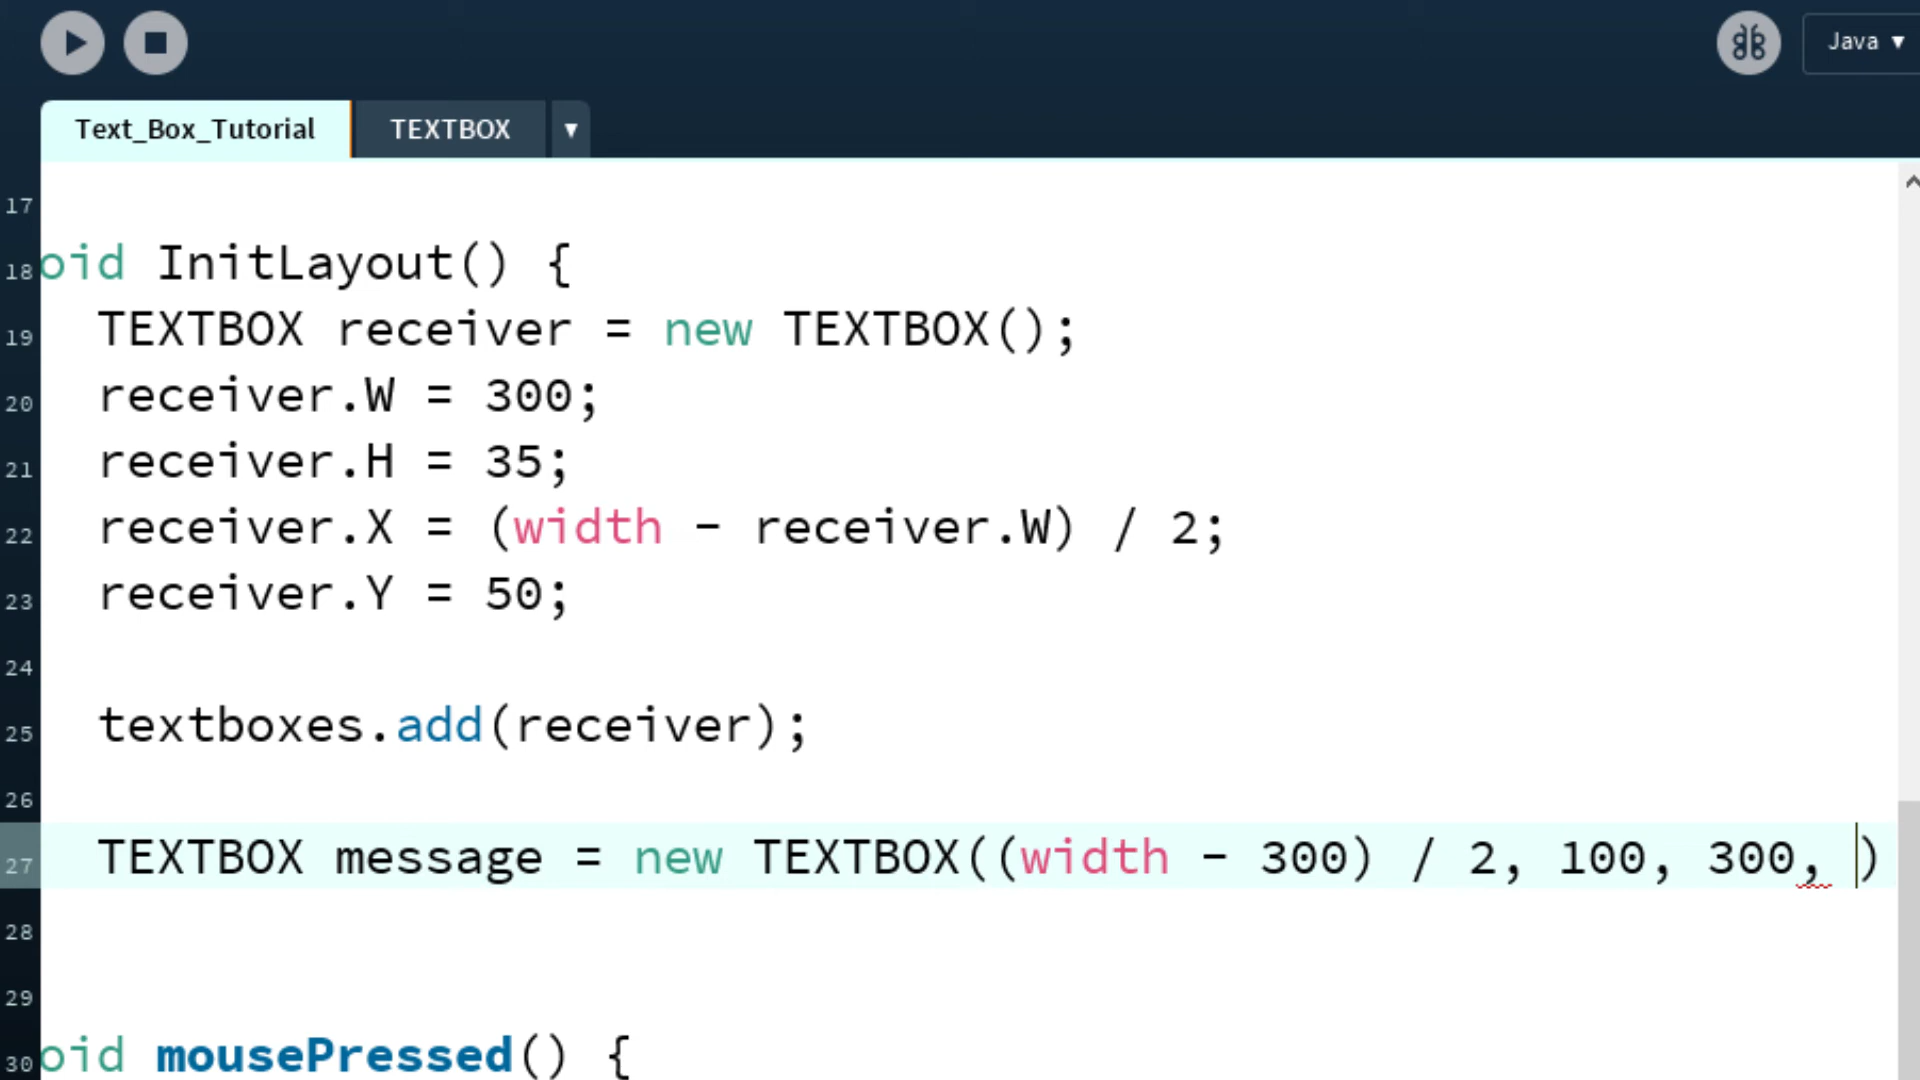 Java ▼
Text_Box_Tutorial TEXTBOX ▼
17
18 oid InitLayout() {
19 TEXTBOX receiver = new TEXTBOX();
20 receiver.W = 300;
21 receiver.H = 35;
22 receiver.X = (width - receiver.W) / 2;
23 receiver.Y = 50;
24
25 textboxes.add(receiver);
26
27 TEXTBOX message = new TEXTBOX((width - 300) / 2, 100, 300, )
28
29
30 oid mousePressed() {